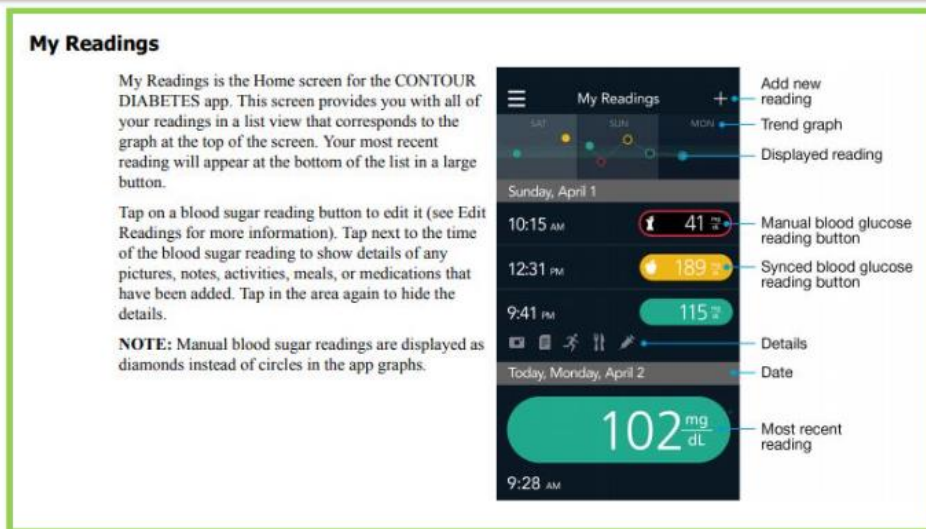 My Readings
My Readings is the Home screen for the CONTOUR
DIABETES app. This screen provides you with all of
your readings in a list view that corresponds to the
graph at the top of the screen. Your most recent
reading will appear at the bottom of the list in a large
button.
Tap on a blood sugar reading button to edit it (see Edit
Readings for more information). Tap next to the time
of the blood sugar reading to show details of any
pictures, notes, activities, meals, or medications that
have been added. Tap in the area again to hide the
details.
NOTE: Manual blood sugar readings are displayed as
diamonds instead of circles in the app graphs.
My Readings +
SAT SUN MON
Sunday, April 1
10:15 AM 41 mg dL
12:31 PM 189 mg dL
9:41 PM 115 mg dL
Today, Monday, April 2
102 mg dL
9:28 AM
Add new
reading
Trend graph
Displayed reading
Manual blood glucose
reading button
Synced blood glucose
reading button
Details
Date
Most recent
reading